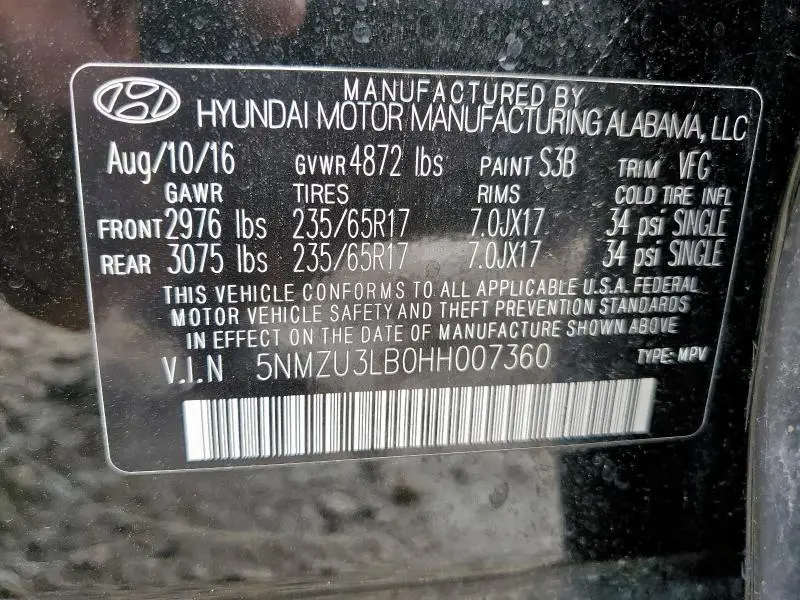 MANUFACTURED BY
HYUNDAI MOTOR MANUFACTURING ALABAMA, LLC
Aug/10/16 GVWR 4872 lbs PAINT S3B TRIM VFG
GAWR TIRES RIMS COLD TIRE INFL
FRONT 2976 lbs 235/65R17 7.0JX17 34 psi SINGLE
REAR 3075 lbs 235/65R17 7.0JX17 34 psi SINGLE
THIS VEHICLE CONFORMS TO ALL APPLICABLE U.S.A. FEDERAL
MOTOR VEHICLE SAFETY AND THEFT PREVENTION STANDARDS
IN EFFECT ON THE DATE OF MANUFACTURE SHOWN ABOVE
V.I.N 5NMZU3LB0HH007360 TYPE: MPV